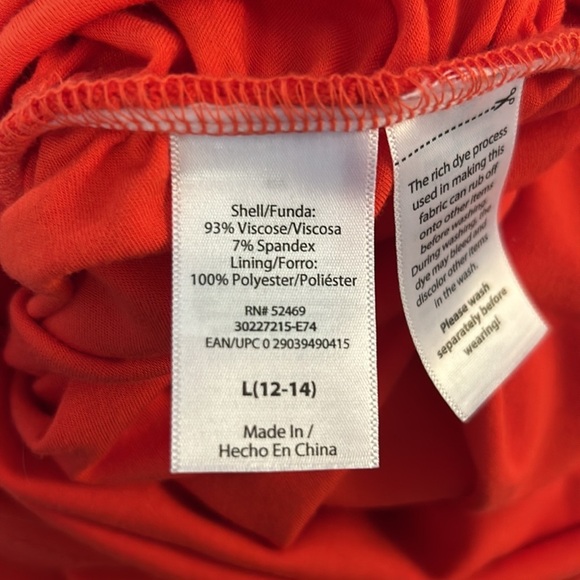 Shell/Funda:
93% Viscose/Viscosa
7% Spandex
Lining/Forro:
100% Polyester/Poliéster
RN# 52469
30227215-E74
EAN/UPC 0 29039490415
L(12-14)
Made In /
Hecho En China
The rich dye process
used in making this
fabric can rub off
onto other items
before washing.
During washing, the
dye may bleed and
discolor other items
in the wash.
Please wash
separately before
wearing!